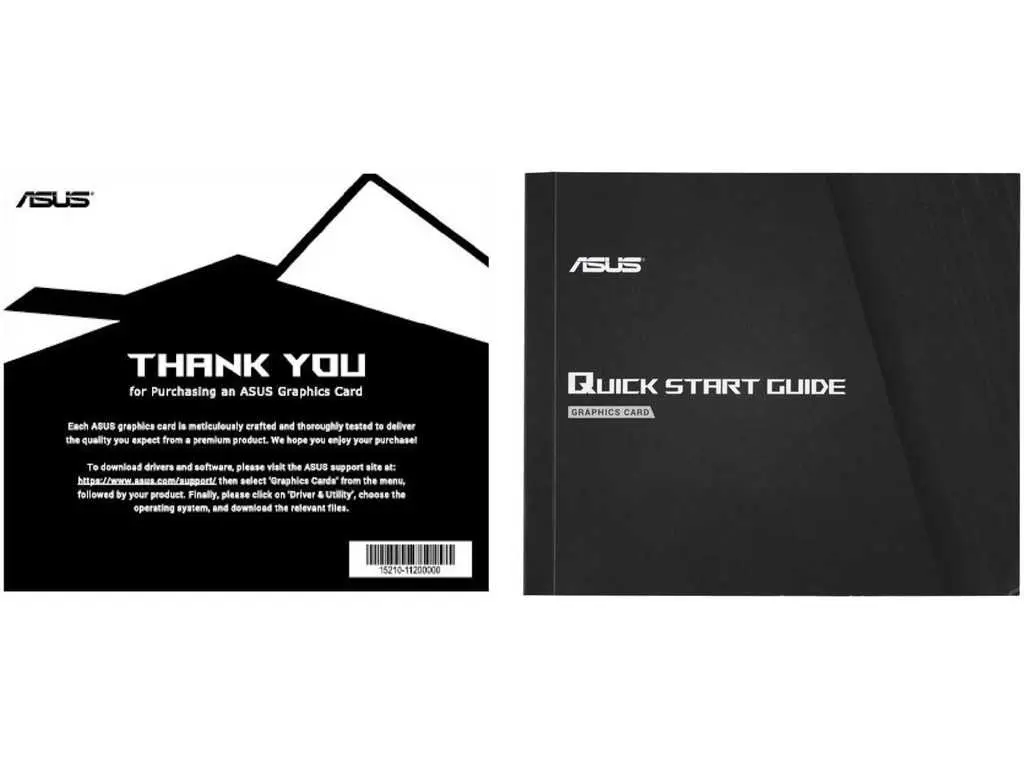 ASUS
THANK YOU
for Purchasing an ASUS Graphics Card
Each ASUS graphics card is meticulously crafted and thoroughly tested to deliver
the quality you expect from a premium product. We hope you enjoy your purchase!
To download drivers and software, please visit the ASUS support site at:
https://www.asus.com/support/ then select 'Graphics Cards' from the menu,
followed by your product. Finally, please click on 'Driver & Utility', choose the
operating system, and download the relevant files.
15210-11200000
ASUS
QUICK START GUIDE
GRAPHICS CARD